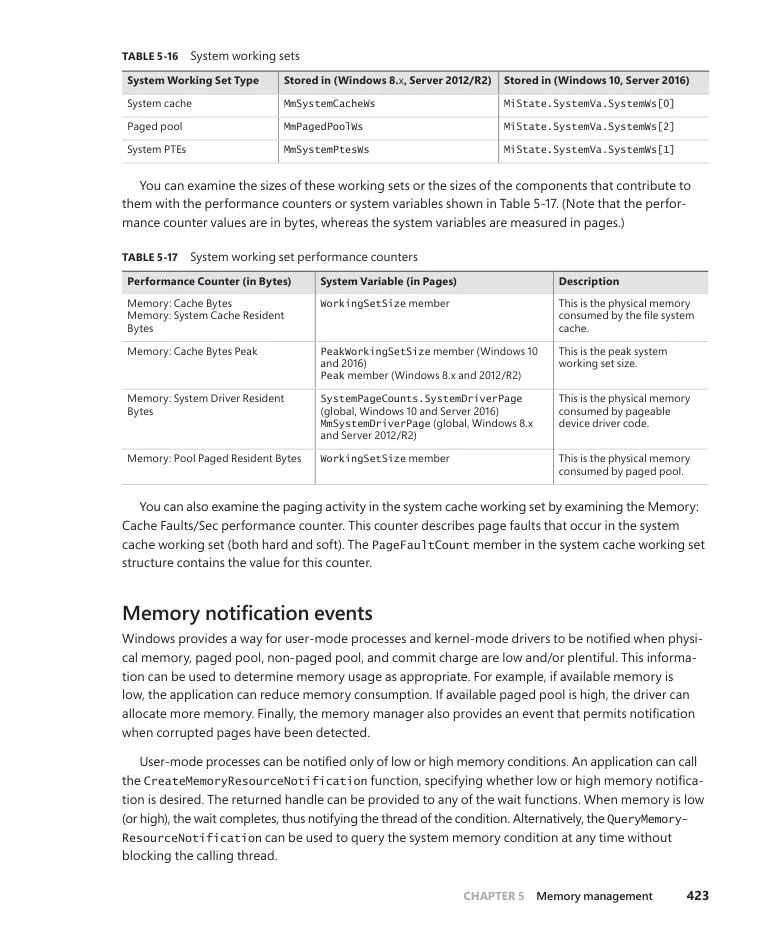 TABLE 5-16 System working sets
System Working Set Type Stored in (Windows 8.x, Server 2012/R2) Stored in (Windows 10, Server 2016)
System cache MmSystemCacheWs MiState.SystemVa.SystemWs[0]
Paged pool MmPagedPoolWs MiState.SystemVa.SystemWs[2]
System PTEs MmSystemPtesWs MiState.SystemVa.SystemWs[1]
You can examine the sizes of these working sets or the sizes of the components that contribute to
them with the performance counters or system variables shown in Table 5-17. (Note that the perfor-
mance counter values are in bytes, whereas the system variables are measured in pages.)
TABLE 5-17 System working set performance counters
Performance Counter (in Bytes) System Variable (in Pages) Description
Memory: Cache Bytes WorkingSetSize member This is the physical memory
Memory: System Cache Resident consumed by the file system
Bytes cache.
Memory: Cache Bytes Peak PeakWorkingSetSize member (Windows 10 This is the peak system
and 2016) working set size.
Peak member (Windows 8.x and 2012/R2)
Memory: System Driver Resident SystemPageCounts.SystemDriverPage This is the physical memory
Bytes (global, Windows 10 and Server 2016) consumed by pageable
MmSystemDriverPage (global, Windows 8.x device driver code.
and Server 2012/R2)
Memory: Pool Paged Resident Bytes WorkingSetSize member This is the physical memory
consumed by paged pool.
You can also examine the paging activity in the system cache working set by examining the Memory:
Cache Faults/Sec performance counter. This counter describes page faults that occur in the system
cache working set (both hard and soft). The PageFaultCount member in the system cache working set
structure contains the value for this counter.
Memory notification events
Windows provides a way for user-mode processes and kernel-mode drivers to be notified when physi-
cal memory, paged pool, non-paged pool, and commit charge are low and/or plentiful. This informa-
tion can be used to determine memory usage as appropriate. For example, if available memory is
low, the application can reduce memory consumption. If available paged pool is high, the driver can
allocate more memory. Finally, the memory manager also provides an event that permits notification
when corrupted pages have been detected.
User-mode processes can be notified only of low or high memory conditions. An application can call
the CreateMemoryResourceNotification function, specifying whether low or high memory notifica-
tion is desired. The returned handle can be provided to any of the wait functions. When memory is low
(or high), the wait completes, thus notifying the thread of the condition. Alternatively, the QueryMemory-
ResourceNotification can be used to query the system memory condition at any time without
blocking the calling thread.
CHAPTER 5 Memory management 423